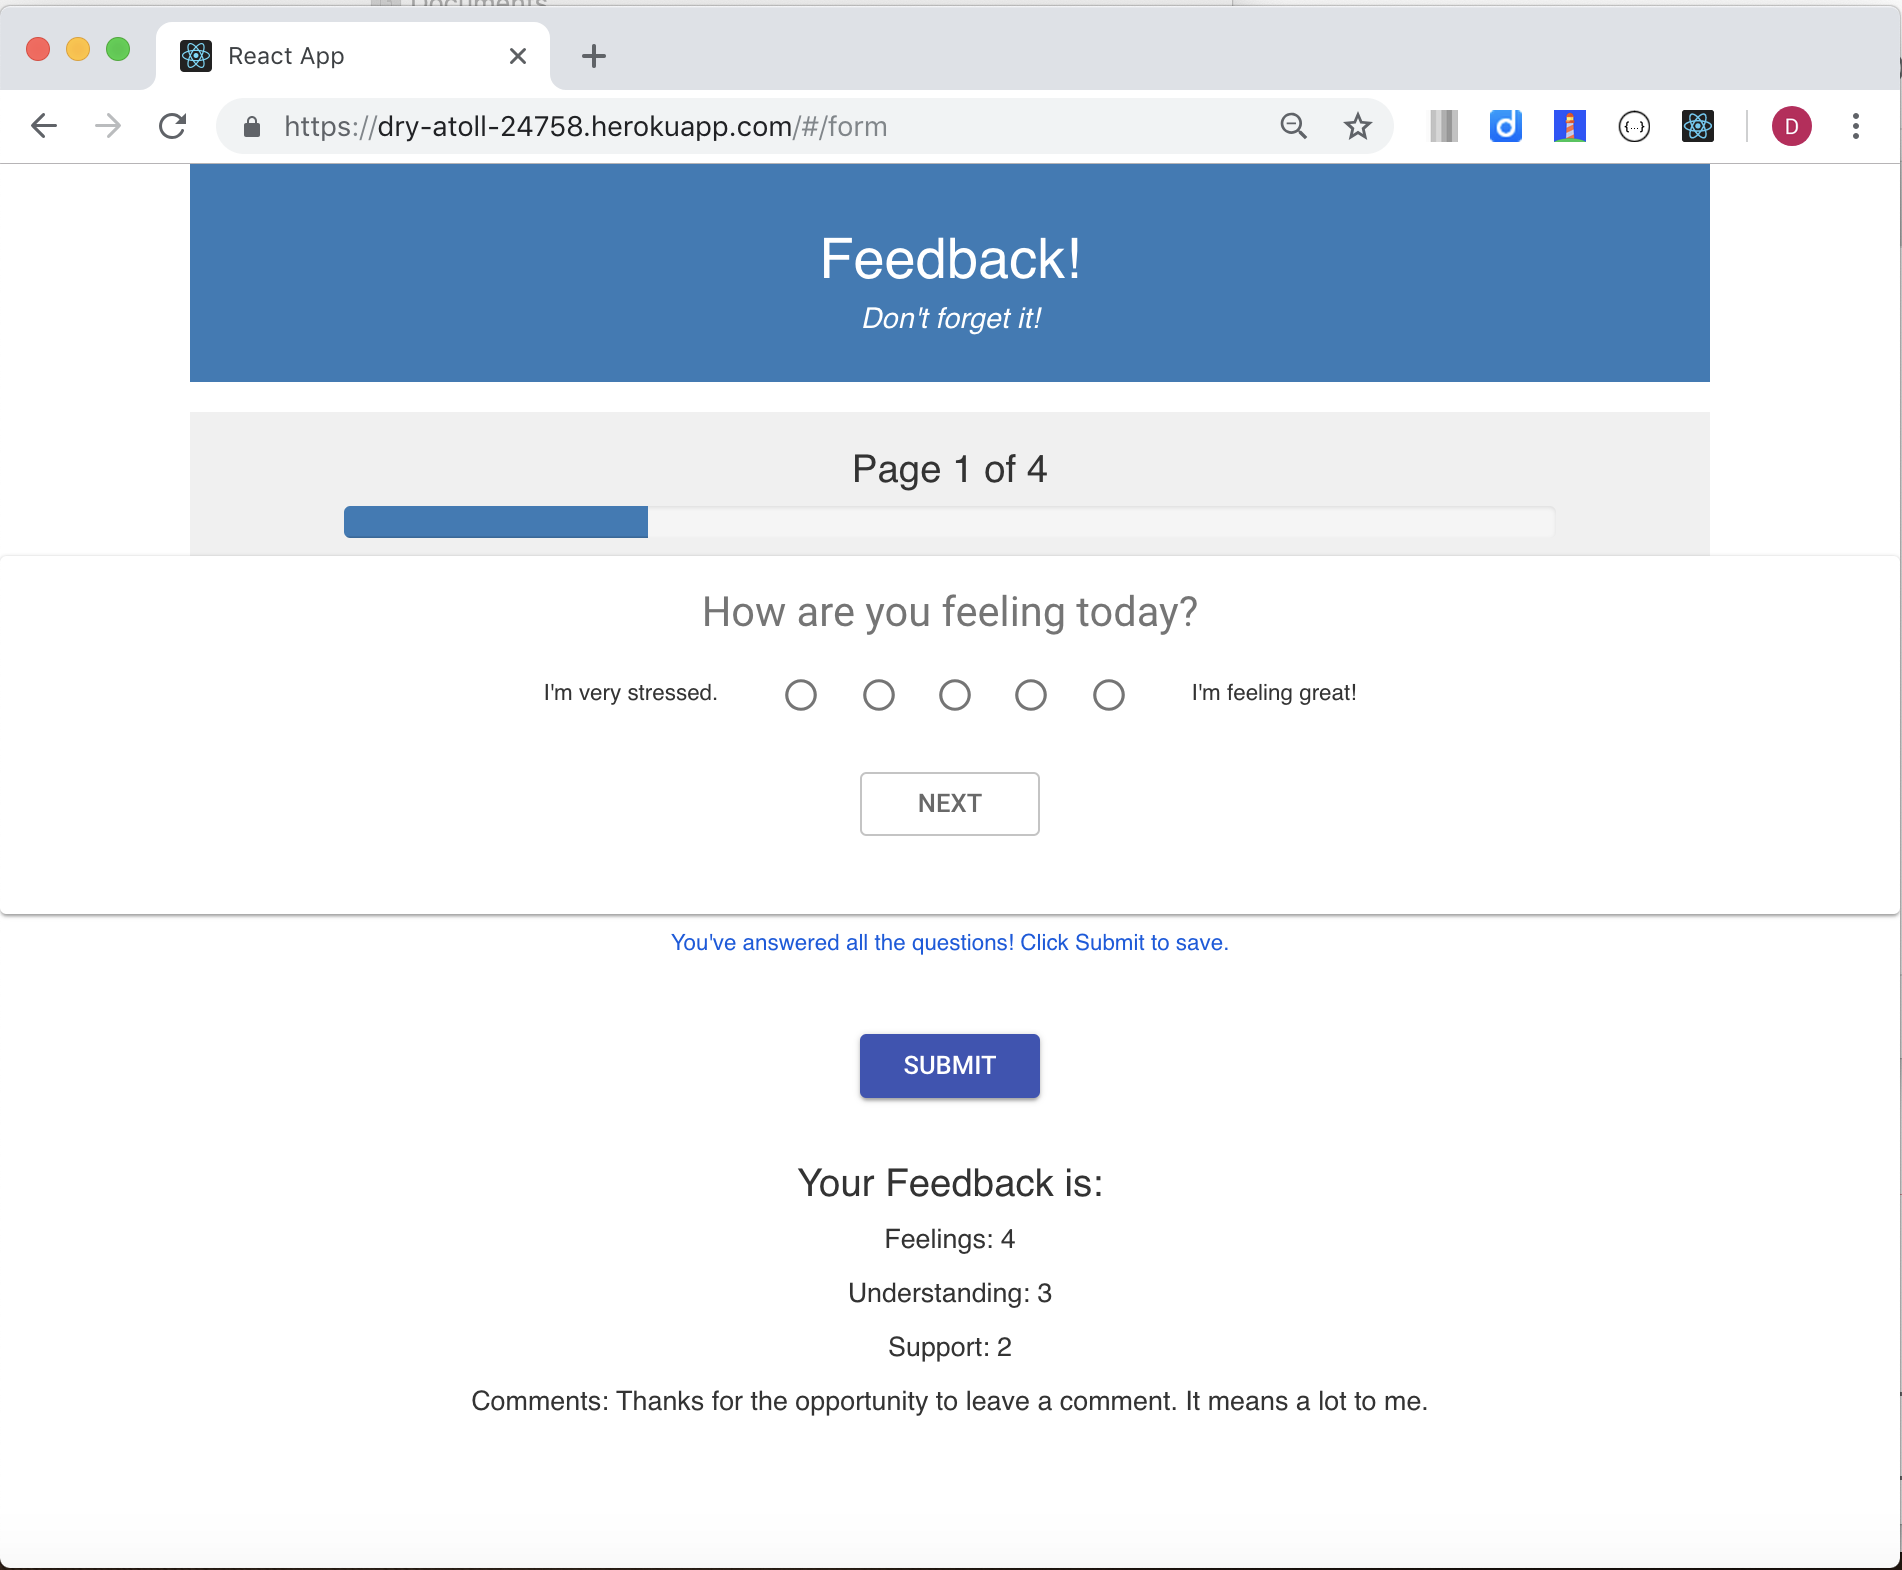 Documents
React App
https://dry-atoll-24758.herokuapp.com/#/form
d
{...}
D
Feedback!
Don't forget it!
Page 1 of 4
How are you feeling today?
I'm very stressed.
I'm feeling great!
NEXT
You've answered all the questions! Click Submit to save.
SUBMIT
Your Feedback is:
Feelings: 4
Understanding: 3
Support: 2
Comments: Thanks for the opportunity to leave a comment. It means a lot to me.